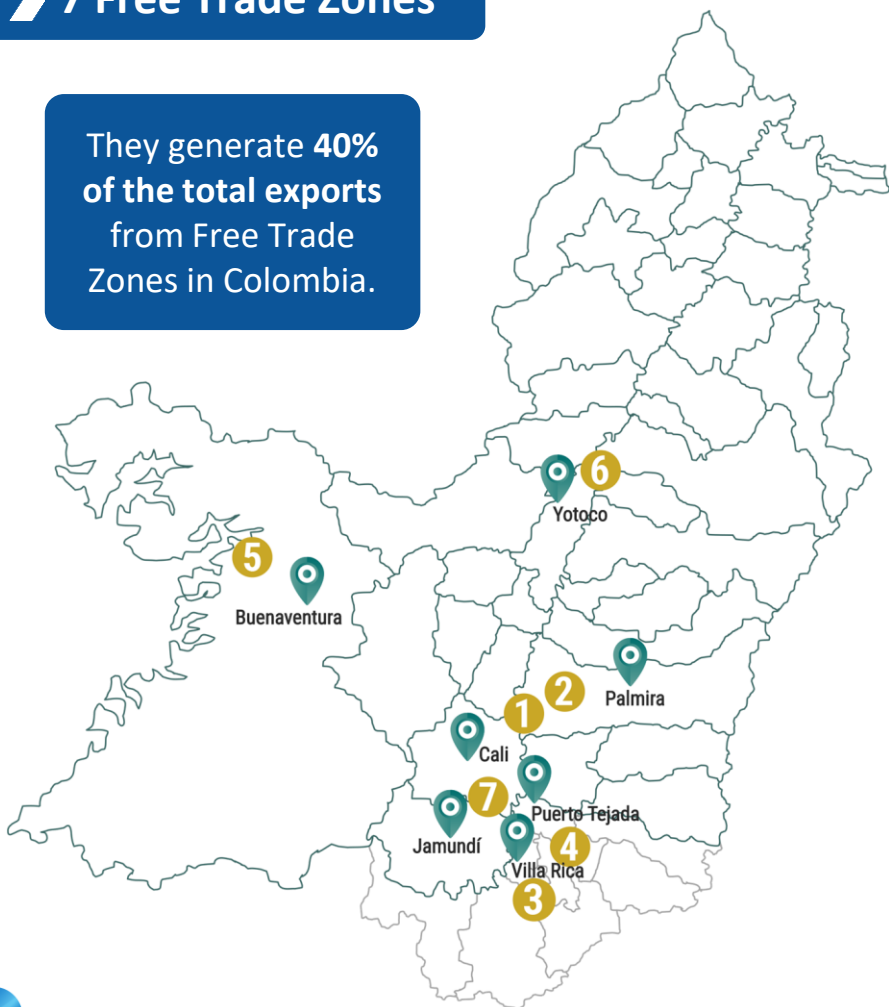 7 Free Trade Zones
They generate 40%
of the total exports
from Free Trade
Zones in Colombia.
6
Yotoco
5
Buenaventura
Palmira
2
1
Cali
7
Puerto Tejada
Jamundí
4
Villa Rica
3